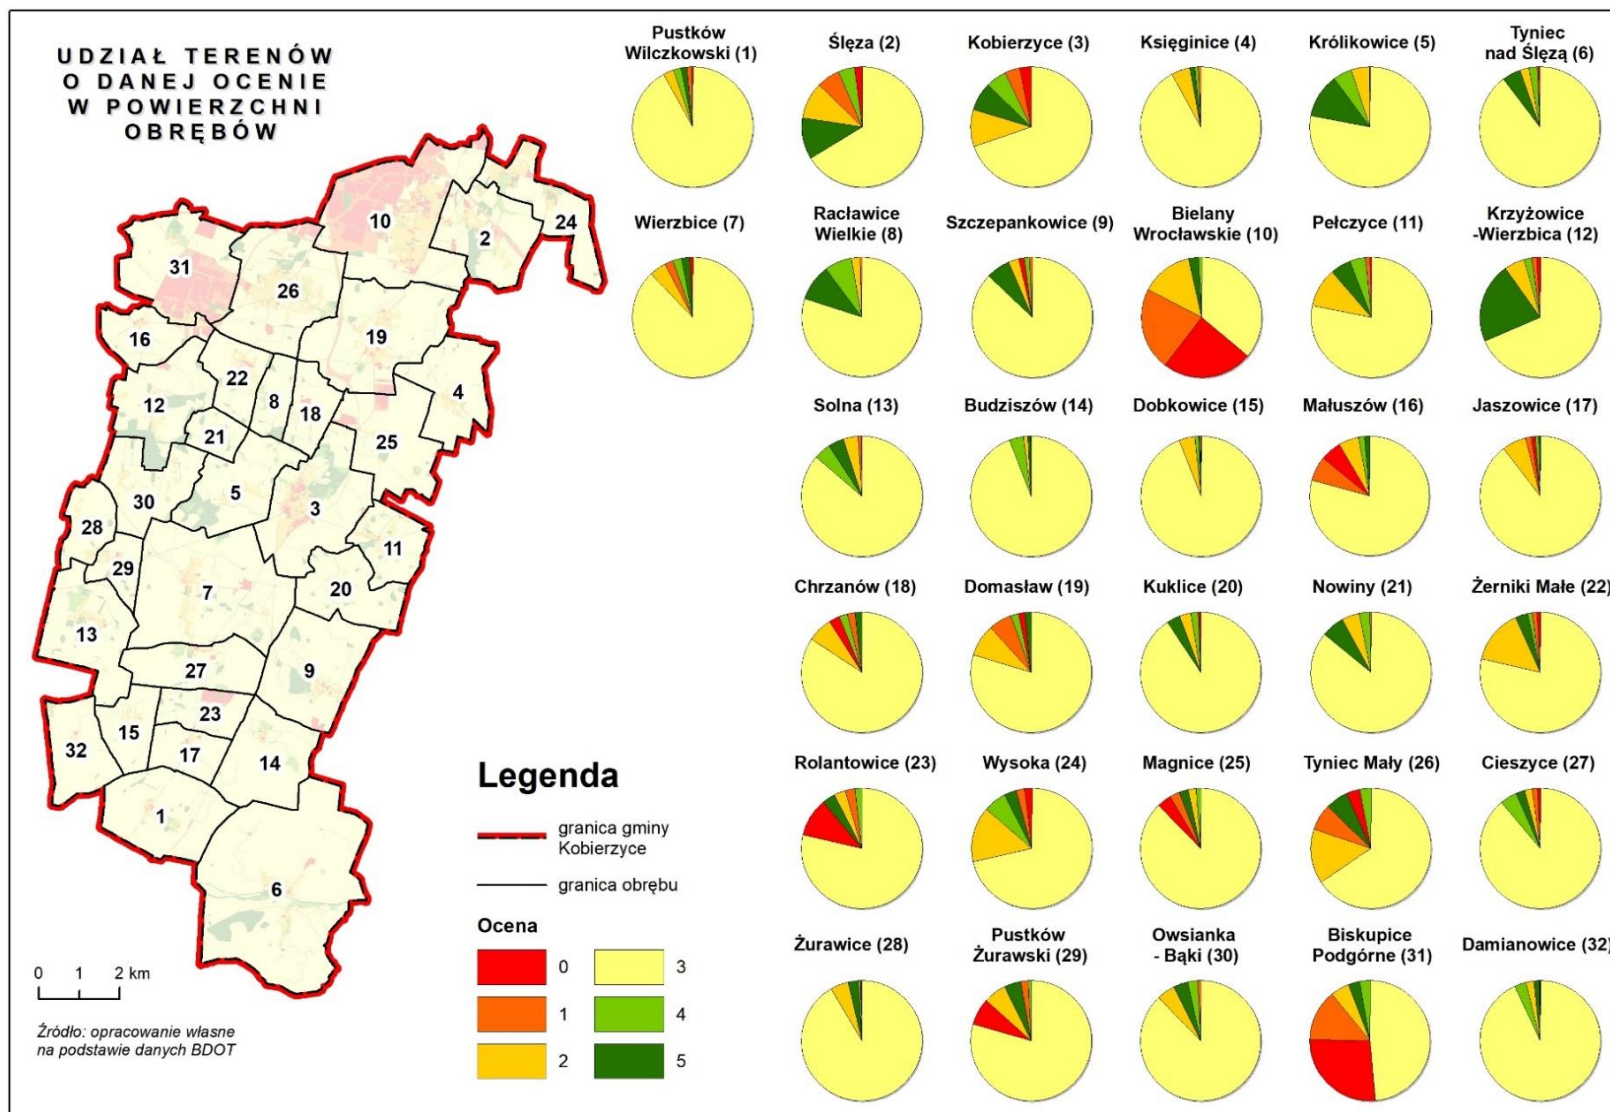 UDZIAŁ TERENÓW
O DANEJ OCENIE
W POWIERZCHNI
OBRĘBÓW
Pustków
Wilczkowski (1)
Ślęza (2)
Kobierzyce (3)
Księginice (4)
Królikowice (5)
Tyniec
nad Ślęzą (6)
Wierzbice (7)
Racławice
Wielkie (8)
Szczepankowice (9)
Bielany
Wrocławskie (10)
Pełczyce (11)
Krzyżowice
-Wierzbica (12)
Solna (13)
Budziszów (14)
Dobkowice (15)
Małuszów (16)
Jaszowice (17)
Chrzanów (18)
Domasław (19)
Kuklice (20)
Nowiny (21)
Żerniki Małe (22)
Rolantowice (23)
Wysoka (24)
Magnice (25)
Tyniec Mały (26)
Cieszyce (27)
Żurawice (28)
Pustków
Żurawski (29)
Owsianka
- Bąki (30)
Biskupice
Podgórne (31)
Damianowice (32)
10
2
24
31
26
16
19
22
8
18
4
12
21
25
5
3
30
28
11
29
7
20
13
27
9
23
15
32
17
14
1
6
Legenda
granica gminy
Kobierzyce
granica obrębu
Ocena
0
3
1
4
2
5
0 1 2 km
Źródło: opracowanie własne
na podstawie danych BDOT